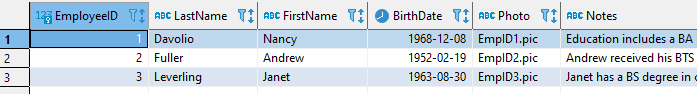 EmployeeID LastName FirstName BirthDate Photo Notes
1 1 Davolio Nancy 1968-12-08 EmpID1.pic Education includes a BA
2 2 Fuller Andrew 1952-02-19 EmpID2.pic Andrew received his BTS
3 3 Leverling Janet 1963-08-30 EmpID3.pic Janet has a BS degree in